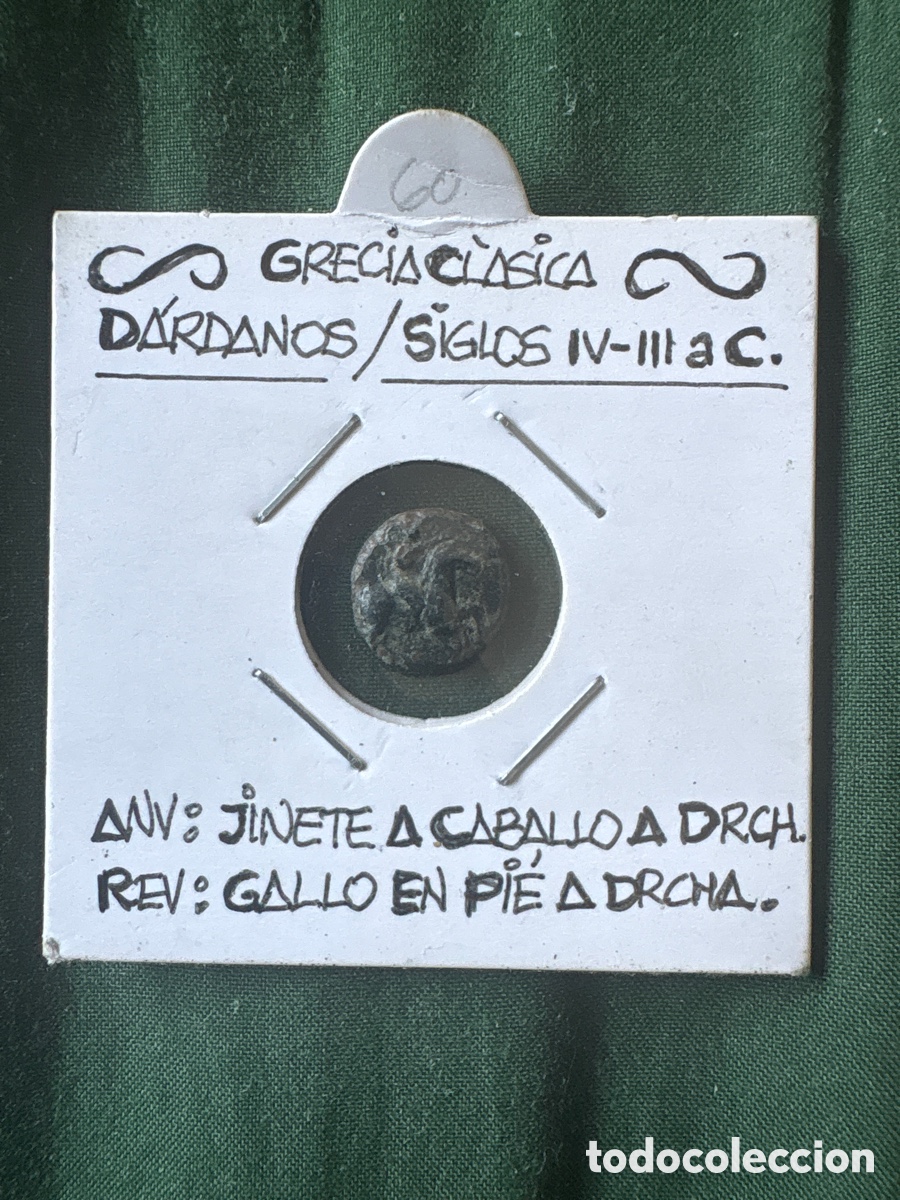 60
GRECIA CLÀSICA
DÁRDANOS / SIGLOS IV-III a C.
ANV: JINETE A CABALLO A DRCH.
REV: GALLO EN PIÉ A DRCHA.
todocoleccion